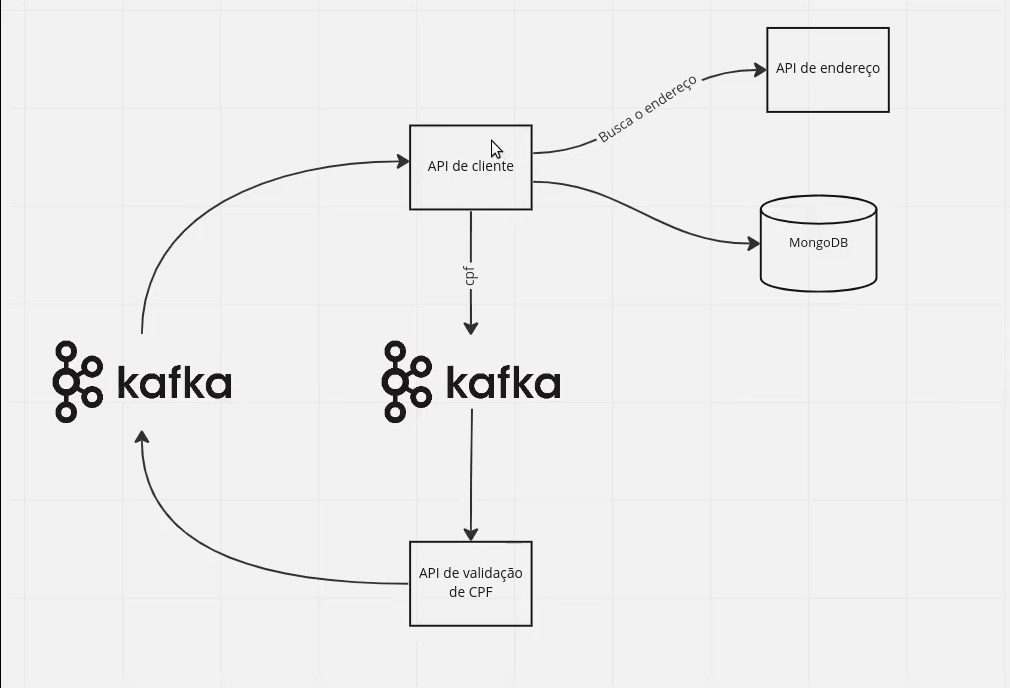 API de endereço
Busca o endereço
API de cliente
MongoDB
cpf
kafka
kafka
API de validação
de CPF